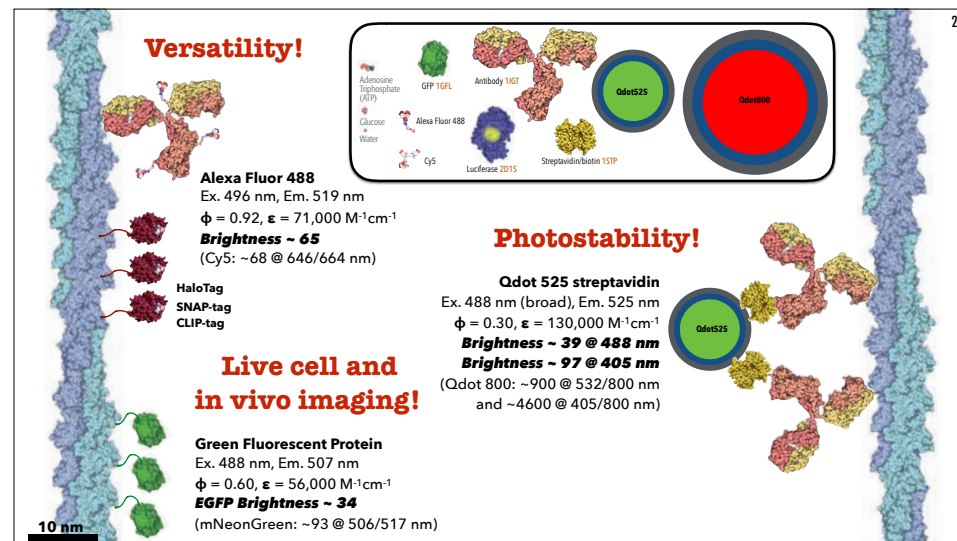 2
Versatility!
Adenosine
Triphosphate
(ATP)
Glucose
Water
GFP 1GFL
Alexa Fluor 488
Cy5
Antibody 1IGT
Luciferase 2D1S
Streptavidin/biotin 1STP
Qdot525
Qdot800
Alexa Fluor 488
Ex. 496 nm, Em. 519 nm
ϕ = 0.92, ε = 71,000 M⁻¹cm⁻¹
Brightness ~ 65
(Cy5: ~68 @ 646/664 nm)
HaloTag
SNAP-tag
CLIP-tag
Photostability!
Qdot 525 streptavidin
Ex. 488 nm (broad), Em. 525 nm
ϕ = 0.30, ε = 130,000 M⁻¹cm⁻¹
Brightness ~ 39 @ 488 nm
Brightness ~ 97 @ 405 nm
(Qdot 800: ~900 @ 532/800 nm
and ~4600 @ 405/800 nm)
Qdot525
Live cell and
in vivo imaging!
Green Fluorescent Protein
Ex. 488 nm, Em. 507 nm
ϕ = 0.60, ε = 56,000 M⁻¹cm⁻¹
EGFP Brightness ~ 34
(mNeonGreen: ~93 @ 506/517 nm)
10 nm